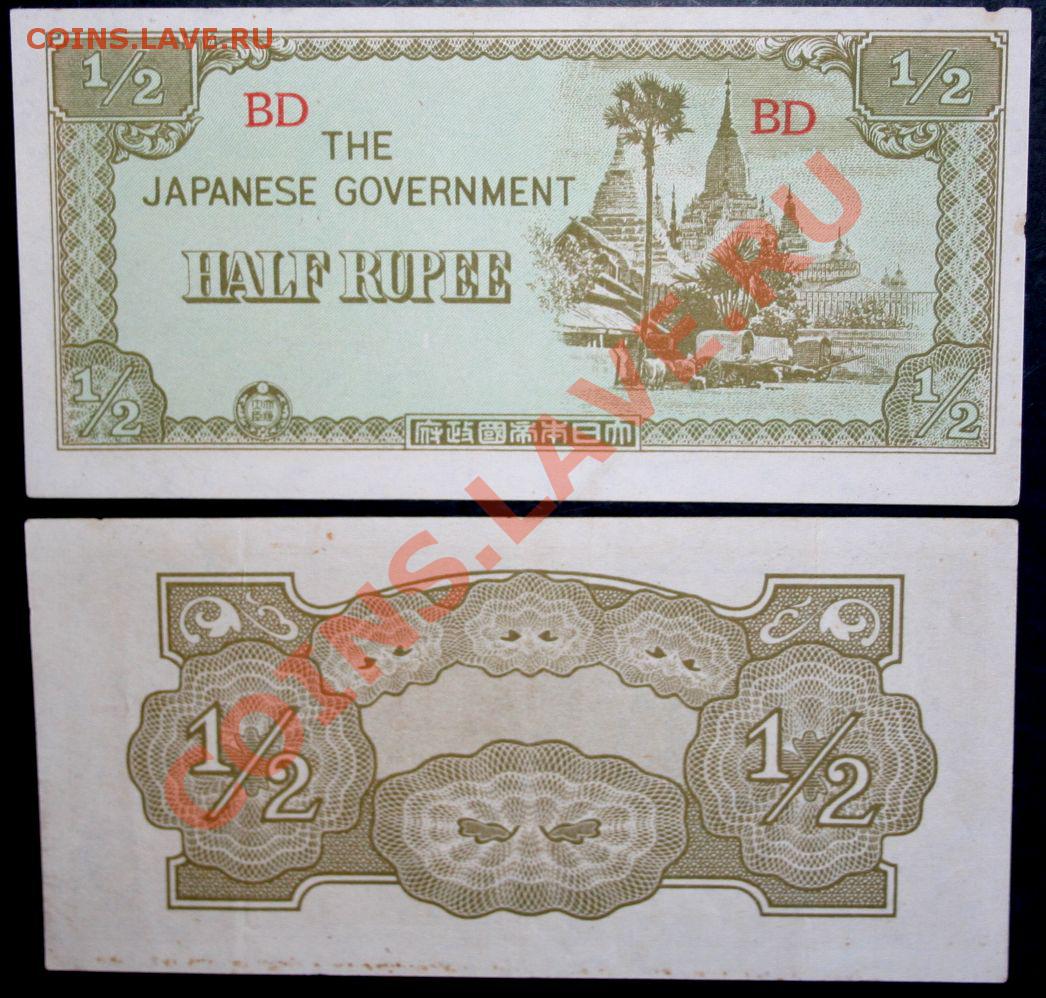 COINS.LAVE.RU
1/2
1/2
BD
BD
THE
JAPANESE GOVERNMENT
HALF RUPEE
1/2
1/2
府政國帝本日大
COINS.LAVE.RU
1/2
1/2